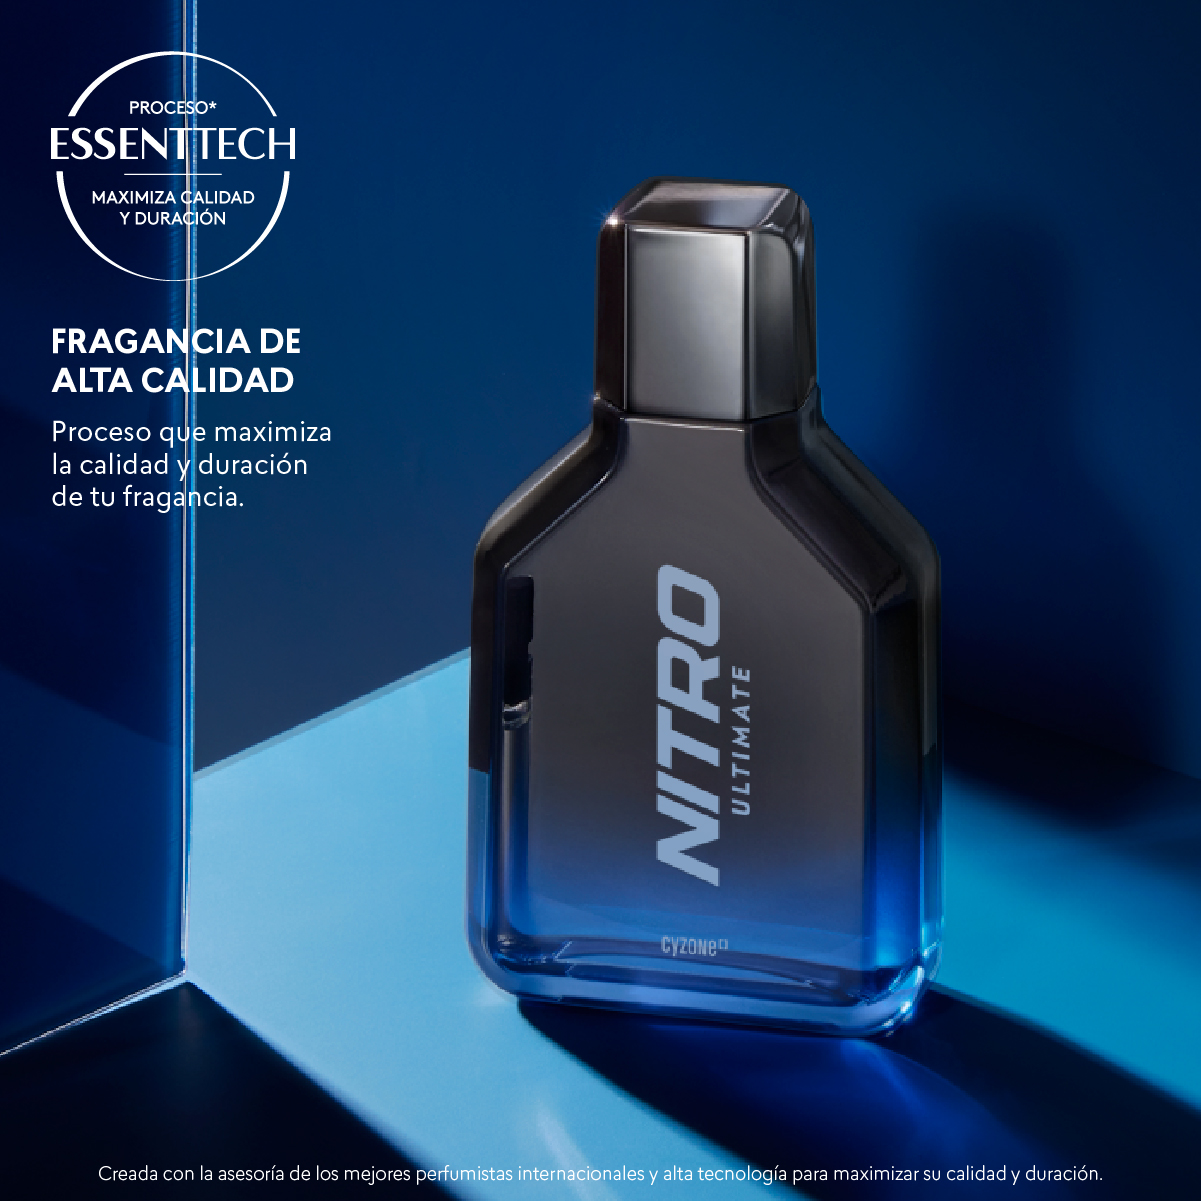 PROCESO*
ESSENTTECH
MAXIMIZA CALIDAD
Y DURACIÓN
FRAGANCIA DE
ALTA CALIDAD
Proceso que maximiza
la calidad y duración
de tu fragancia.
NITRO
ULTIMATE
cyzone
Creada con la asesoría de los mejores perfumistas internacionales y alta tecnología para maximizar su calidad y duración.